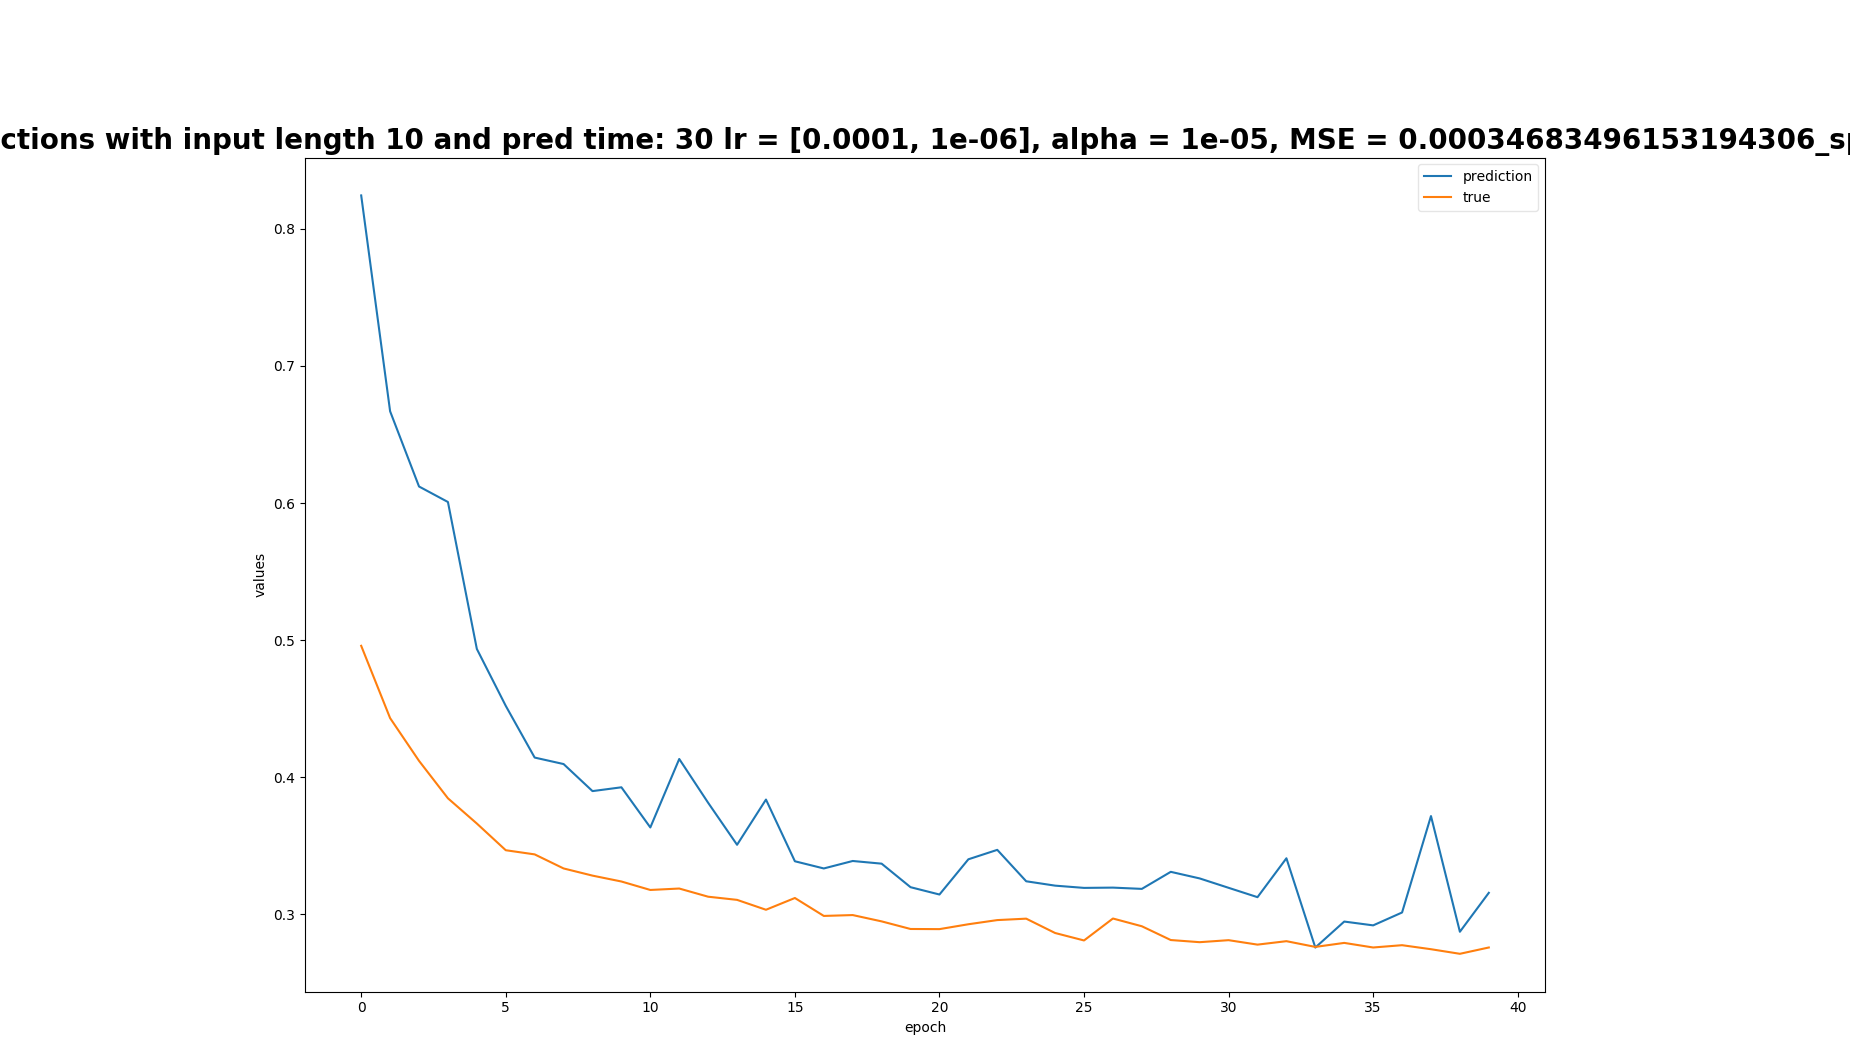 ctions with input length 10 and pred time: 30 lr = [0.0001, 1e-06], alpha = 1e-05, MSE = 0.00034683496153194306_sp
prediction
true
0.8
0.7
0.6
0.5
0.4
0.3
values
0 5 10 15 20 25 30 35 40
epoch